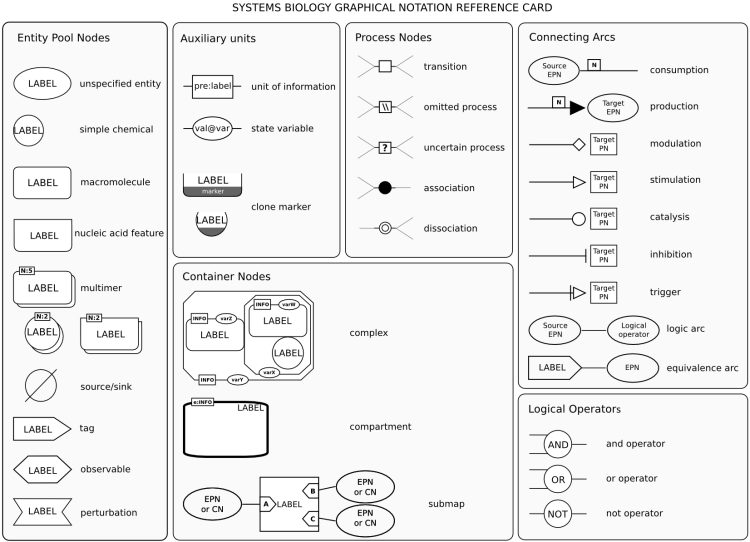 SYSTEMS BIOLOGY GRAPHICAL NOTATION REFERENCE CARD
Entity Pool Nodes
LABEL unspecified entity
LABEL simple chemical
LABEL macromolecule
LABEL nucleic acid feature
N:5
LABEL multimer
N:2 N:2
LABEL LABEL
source/sink
LABEL tag
LABEL observable
LABEL perturbation
Auxiliary units
pre:label unit of information
val@var state variable
LABEL
marker
clone marker
LABEL
Process Nodes
transition
\\ omitted process
? uncertain process
association
dissociation
Container Nodes
INFO varW
INFO varZ LABEL
LABEL
complex
LABEL
varX
INFO varY
e:INFO
LABEL
compartment
EPN
or CN
A
LABEL
B
C
EPN
or CN
EPN
or CN
submap
Connecting Arcs
Source
EPN
N
consumption
N
Target
EPN
production
Target
PN
modulation
Target
PN
stimulation
Target
PN
catalysis
Target
PN
inhibition
Target
PN
trigger
Source
EPN
Logical
operator
logic arc
LABEL EPN equivalence arc
Logical Operators
AND and operator
OR or operator
NOT not operator